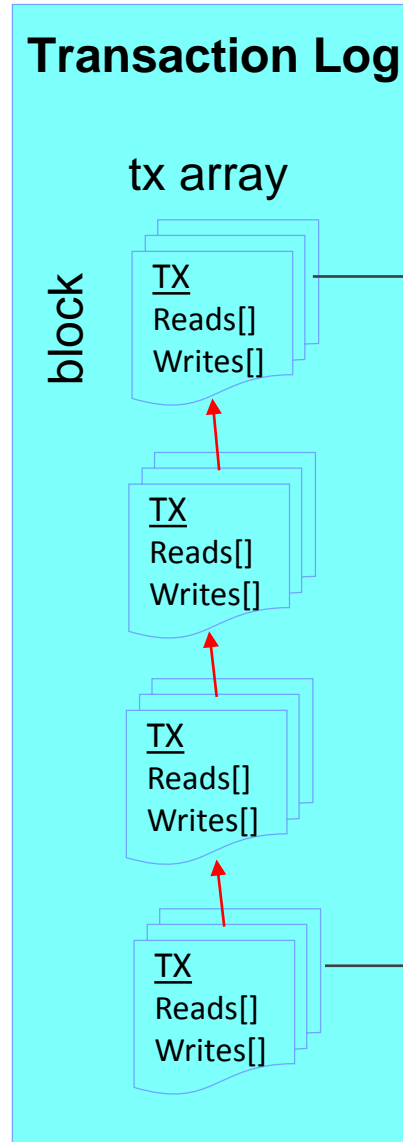 Transaction Log
tx array
block
TX
Reads[]
Writes[]
TX
Reads[]
Writes[]
TX
Reads[]
Writes[]
TX
Reads[]
Writes[]